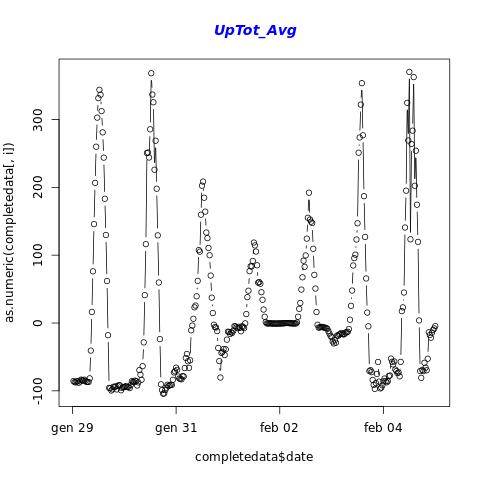 UpTot_Avg
as.numeric(completedata[, i])
300
200
100
0
-100
gen 29
gen 31
feb 02
feb 04
completedata$date